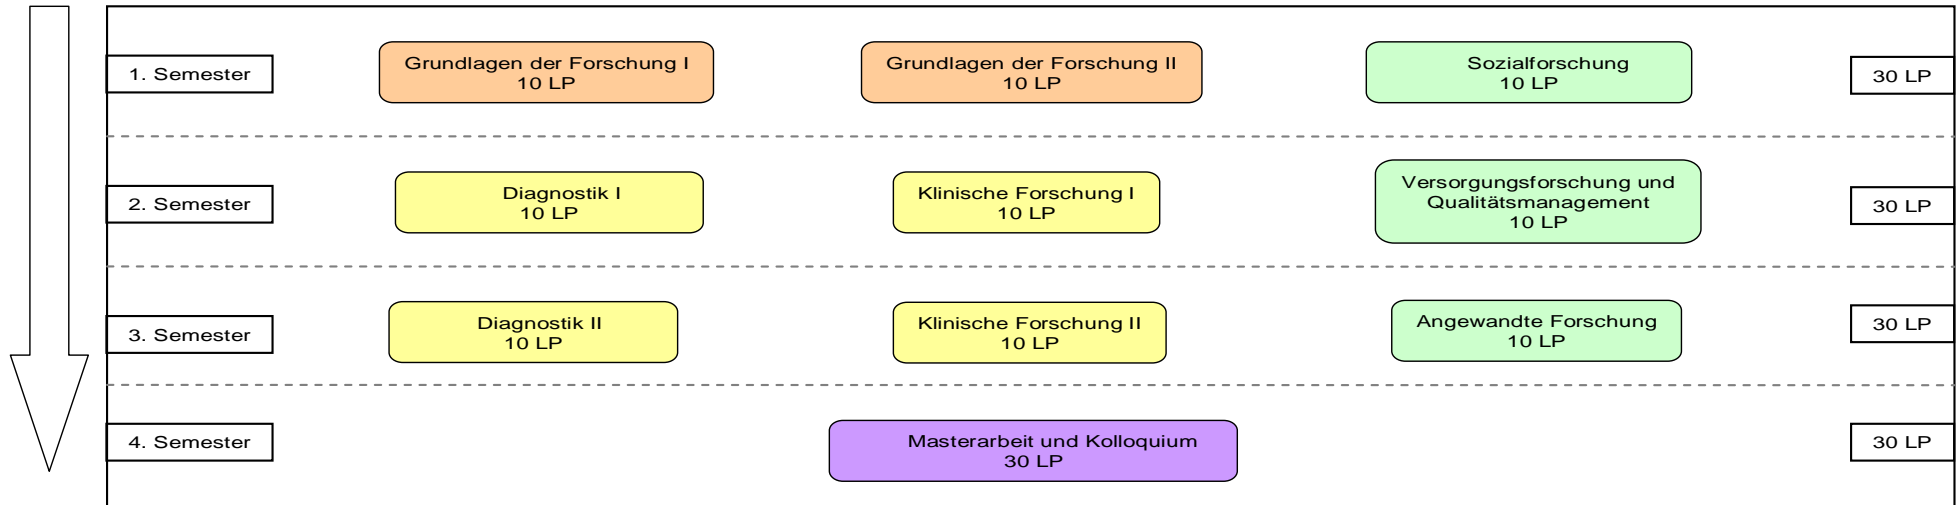 1. Semester
Grundlagen der Forschung I
10 LP
Grundlagen der Forschung II
10 LP
Sozialforschung
10 LP
30 LP
2. Semester
Diagnostik I
10 LP
Klinische Forschung I
10 LP
Versorgungsforschung und
Qualitätsmanagement
10 LP
30 LP
3. Semester
Diagnostik II
10 LP
Klinische Forschung II
10 LP
Angewandte Forschung
10 LP
30 LP
4. Semester
Masterarbeit und Kolloquium
30 LP
30 LP